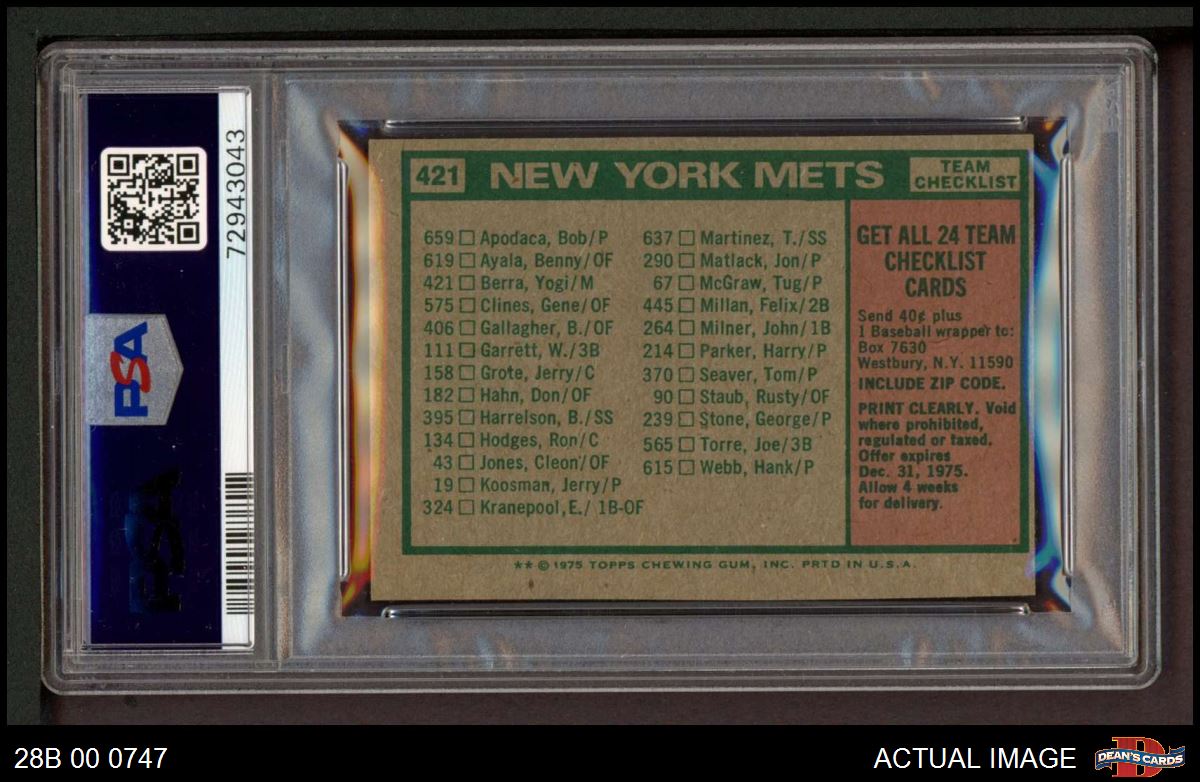 72943043
PSA
PSA
421 NEW YORK METS TEAM CHECKLIST
659 Apodaca, Bob/P
619 Ayala, Benny/OF
421 Berra, Yogi/M
575 Clines, Gene/OF
406 Gallagher, B./OF
111 Garrett, W./3B
158 Grote, Jerry/C
182 Hahn, Don/OF
395 Harrelson, B./SS
134 Hodges, Ron/C
43 Jones, Cleon/OF
19 Koosman, Jerry/P
324 Kranepool,E./ 1B-OF
637 Martinez, T./SS
290 Matlack, Jon/P
67 McGraw, Tug/P
445 Millan, Felix/2B
264 Milner, John/1B
214 Parker, Harry/P
370 Seaver, Tom/P
90 Staub, Rusty/OF
239 Stone, George/P
565 Torre, Joe/3B
615 Webb, Hank/P
GET ALL 24 TEAM
CHECKLIST
CARDS
Send 40¢ plus
1 Baseball wrapper to:
Box 7630
Westbury, N.Y. 11590
INCLUDE ZIP CODE.
PRINT CLEARLY. Void
where prohibited,
regulated or taxed.
Offer expires
Dec. 31, 1975.
Allow 4 weeks
for delivery.
** © 1975 TOPPS CHEWING GUM, INC. PRTD IN U.S.A.
28B 00 0747
ACTUAL IMAGE
DEAN'S CARDS